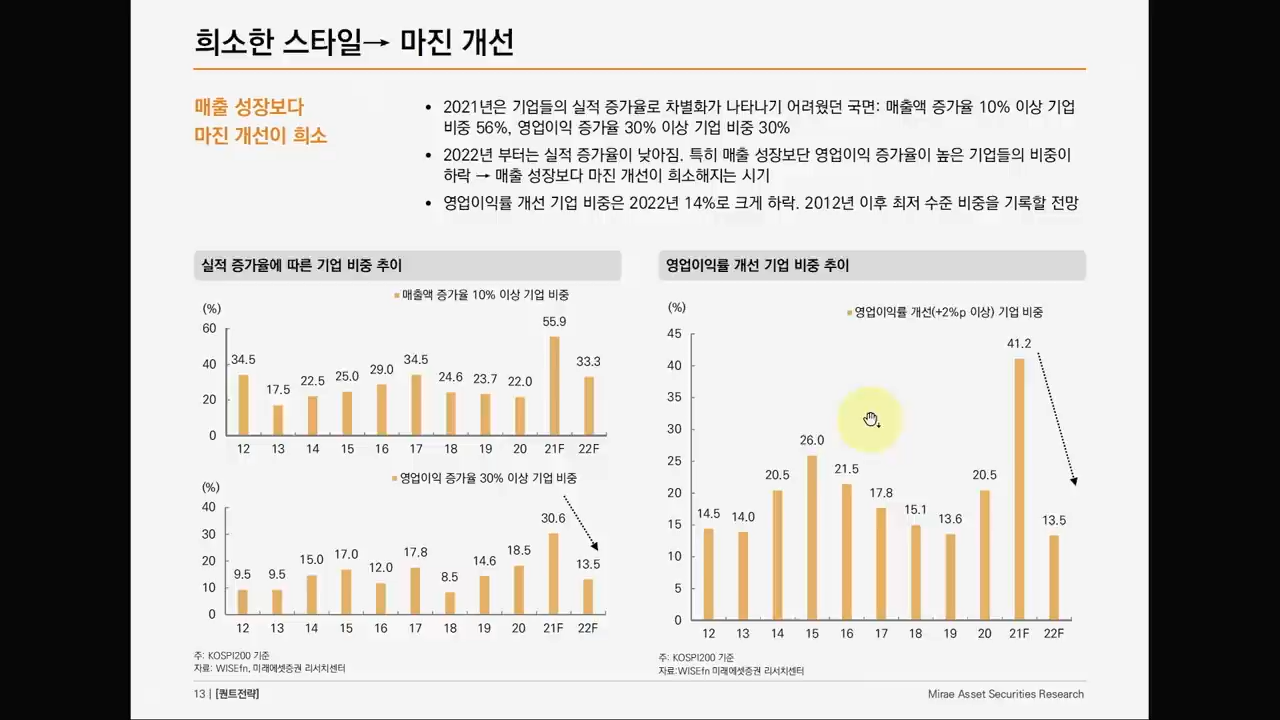 희소한 스타일→ 마진 개선
매출 성장보다
마진 개선이 희소
• 2021년은 기업들의 실적 증가율로 차별화가 나타나기 어려웠던 국면: 매출액 증가율 10% 이상 기업
비중 56%, 영업이익 증가율 30% 이상 기업 비중 30%
• 2022년 부터는 실적 증가율이 낮아짐. 특히 매출 성장보단 영업이익 증가율이 높은 기업들의 비중이
하락 → 매출 성장보다 마진 개선이 희소해지는 시기
• 영업이익률 개선 기업 비중은 2022년 14%로 크게 하락. 2012년 이후 최저 수준 비중을 기록할 전망
실적 증가율에 따른 기업 비중 추이
(%)
매출액 증가율 10% 이상 기업 비중
60
40
20
0
34.5 17.5 22.5 25.0 29.0 34.5 24.6 23.7 22.0 55.9 33.3
12 13 14 15 16 17 18 19 20 21F 22F
(%)
영업이익 증가율 30% 이상 기업 비중
40
30
20
10
0
9.5 9.5 15.0 17.0 12.0 17.8 8.5 14.6 18.5 30.6 13.5
12 13 14 15 16 17 18 19 20 21F 22F
주: KOSPI200 기준
자료: WISEfn, 미래에셋증권 리서치센터
영업이익률 개선 기업 비중 추이
(%)
영업이익률 개선(+2%p 이상) 기업 비중
45
40
35
30
25
20
15
10
5
0
14.5 14.0 20.5 26.0 21.5 17.8 15.1 13.6 20.5 41.2 13.5
12 13 14 15 16 17 18 19 20 21F 22F
주: KOSPI200 기준
자료:WISEfn 미래에셋증권 리서치센터
13 | [퀀트전략]
Mirae Asset Securities Research